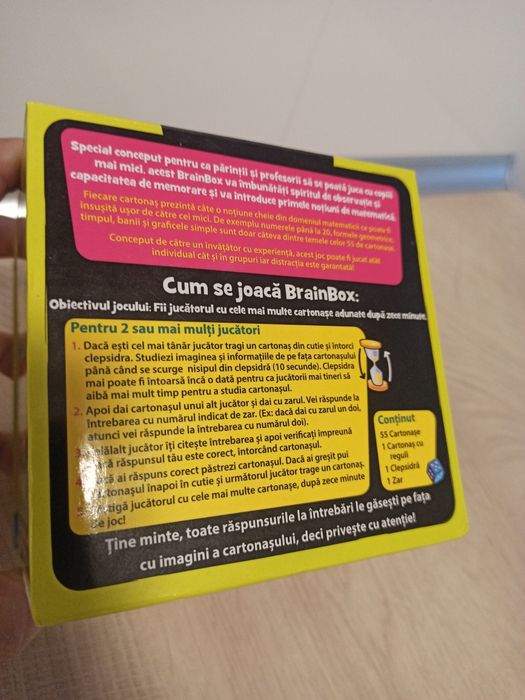 Special conceput pentru ca părinții și profesorii să se poată juca cu copiii
mai mici, acest BrainBox va îmbunătăți spiritul de observație și
capacitatea de memorare și va introduce primele noțiuni de matematică.
Fiecare cartonaș prezintă câte o noțiune cheie din domeniul matematicii ce poate fi
însușită ușor de către cei mici. De exemplu numerele până la 20, formele geometrice,
timpul, banii și graficele simple sunt doar câteva dintre temele celor 55 de cartonașe.
Conceput de către un învățător cu experiență, acest joc poate fi jucat atât
individual cât și în grupuri iar distracția este garantată!
Cum se joacă BrainBox:
Obiectivul jocului: Fii jucătorul cu cele mai multe cartonașe adunate după zece minute.
Pentru 2 sau mai mulți jucători
1. Dacă ești cel mai tânăr jucător tragi un cartonaș din cutie și întorci
clepsidra. Studiezi imaginea și informațiile de pe fața cartonașului
până când se scurge nisipul din clepsidră (10 secunde). Clepsidra
mai poate fi întoarsă încă o dată pentru ca jucătorii mai tineri să
aibă mai mult timp pentru a studia cartonașul.
2. Apoi dai cartonașul unui alt jucător și dai cu zarul. Vei răspunde la
întrebarea cu numărul indicat de zar. (Ex: dacă dai cu zarul un doi,
atunci vei răspunde la întrebarea cu numărul doi).
3. Celălalt jucător îți citește întrebarea și apoi verificați împreună
dacă răspunsul tău este corect, întorcând cartonașul.
4. Dacă ai răspuns corect păstrezi cartonașul. Dacă ai greșit pui
cartonașul înapoi în cutie și următorul jucător trage un cartonaș.
5. Câștigă jucătorul cu cele mai multe cartonașe, după zece minute
de joc!
Conținut
55 Cartonașe
1 Cartonaș cu
reguli
1 Clepsidră
1 Zar
Ține minte, toate răspunsurile la întrebări le găsești pe fața
cu imagini a cartonașului, deci privește cu atenție!